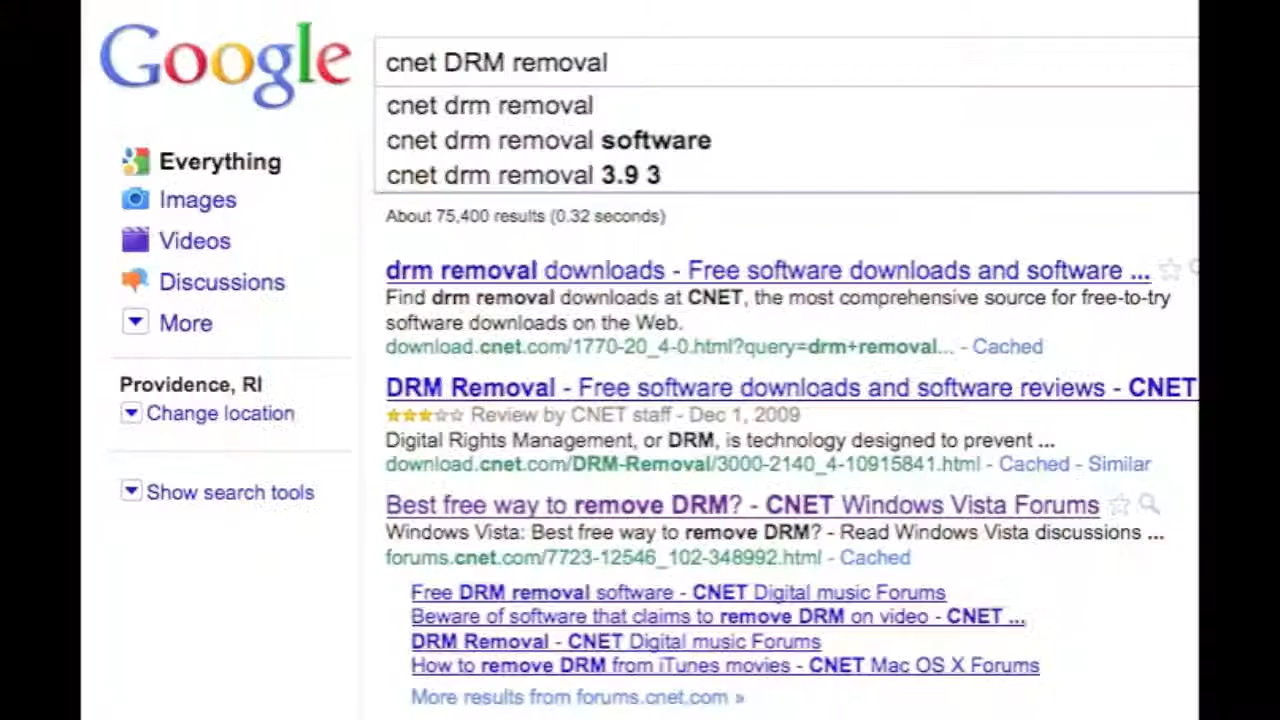 Google
cnet DRM removal
cnet drm removal
cnet drm removal software
cnet drm removal 3.9 3
Everything
Images
Videos
Discussions
More
Providence, RI
Change location
Show search tools
About 75,400 results (0.32 seconds)
drm removal downloads - Free software downloads and software ...
Find drm removal downloads at CNET, the most comprehensive source for free-to-try
software downloads on the Web.
download.cnet.com/1770-20_4-0.html?query=drm+removal... - Cached
DRM Removal - Free software downloads and software reviews - CNET
Review by CNET staff - Dec 1, 2009
Digital Rights Management, or DRM, is technology designed to prevent ...
download.cnet.com/DRM-Removal/3000-2140_4-10915841.html - Cached - Similar
Best free way to remove DRM? - CNET Windows Vista Forums
Windows Vista: Best free way to remove DRM? - Read Windows Vista discussions ...
forums.cnet.com/7723-12546_102-348992.html - Cached
Free DRM removal software - CNET Digital music Forums
Beware of software that claims to remove DRM on video - CNET ...
DRM Removal - CNET Digital music Forums
How to remove DRM from iTunes movies - CNET Mac OS X Forums
More results from forums.cnet.com »